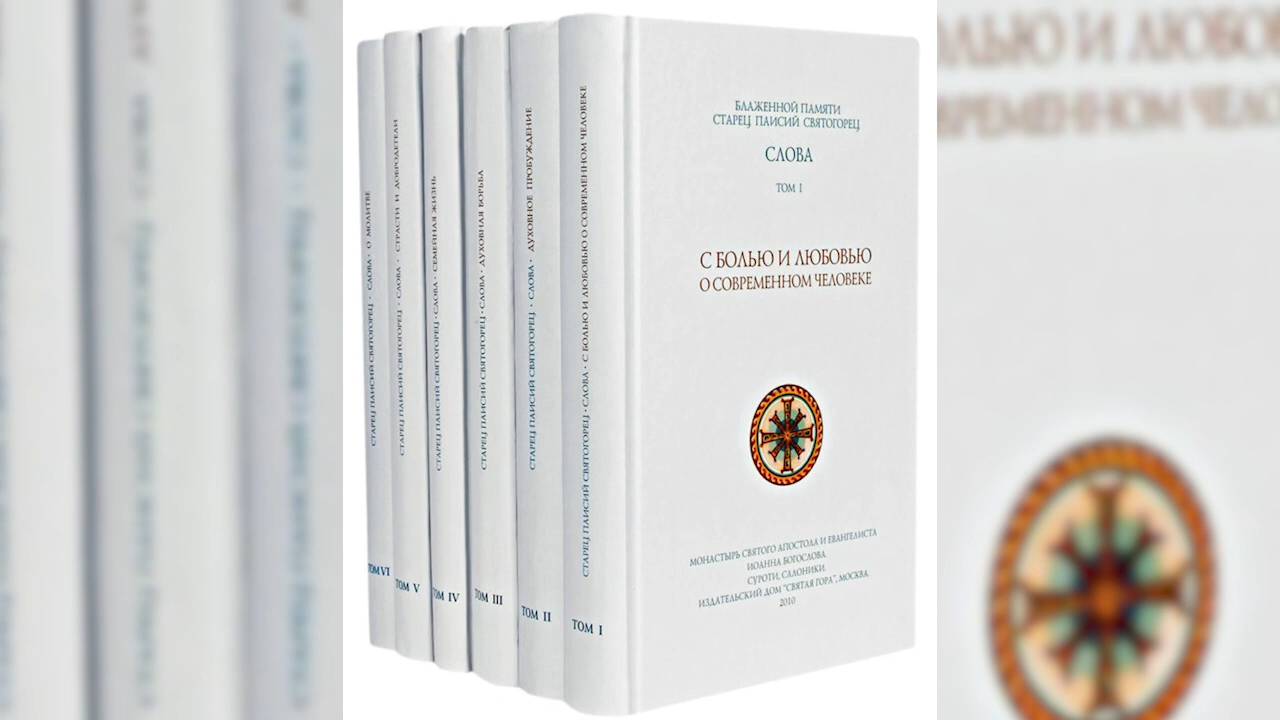 БЛАЖЕННОЙ ПАМЯТИ
СТАРЕЦ ПАИСИЙ СВЯТОГОРЕЦ
СЛОВА
ТОМ I
С БОЛЬЮ И ЛЮБОВЬЮ
О СОВРЕМЕННОМ ЧЕЛОВЕКЕ
МОНАСТЫРЬ СВЯТОГО АПОСТОЛА И ЕВАНГЕЛИСТА
ИОАННА БОГОСЛОВА.
СУРОТИ, САЛОНИКИ.
ИЗДАТЕЛЬСКИЙ ДОМ "СВЯТАЯ ГОРА", МОСКВА.
2010
СТАРЕЦ ПАИСИЙ СВЯТОГОРЕЦ · СЛОВА · О МОЛИТВЕ
ТОМ VI
СТАРЕЦ ПАИСИЙ СВЯТОГОРЕЦ · СЛОВА · СТРАСТИ И ДОБРОДЕТЕЛИ
ТОМ V
СТАРЕЦ ПАИСИЙ СВЯТОГОРЕЦ · СЛОВА · СЕМЕЙНАЯ ЖИЗНЬ
ТОМ IV
СТАРЕЦ ПАИСИЙ СВЯТОГОРЕЦ · СЛОВА · ДУХОВНАЯ БОРЬБА
ТОМ III
СТАРЕЦ ПАИСИЙ СВЯТОГОРЕЦ · СЛОВА · ДУХОВНОЕ ПРОБУЖДЕНИЕ
ТОМ II
СТАРЕЦ ПАИСИЙ СВЯТОГОРЕЦ · СЛОВА · С БОЛЬЮ И ЛЮБОВЬЮ О СОВРЕМЕННОМ ЧЕЛОВЕКЕ
ТОМ I